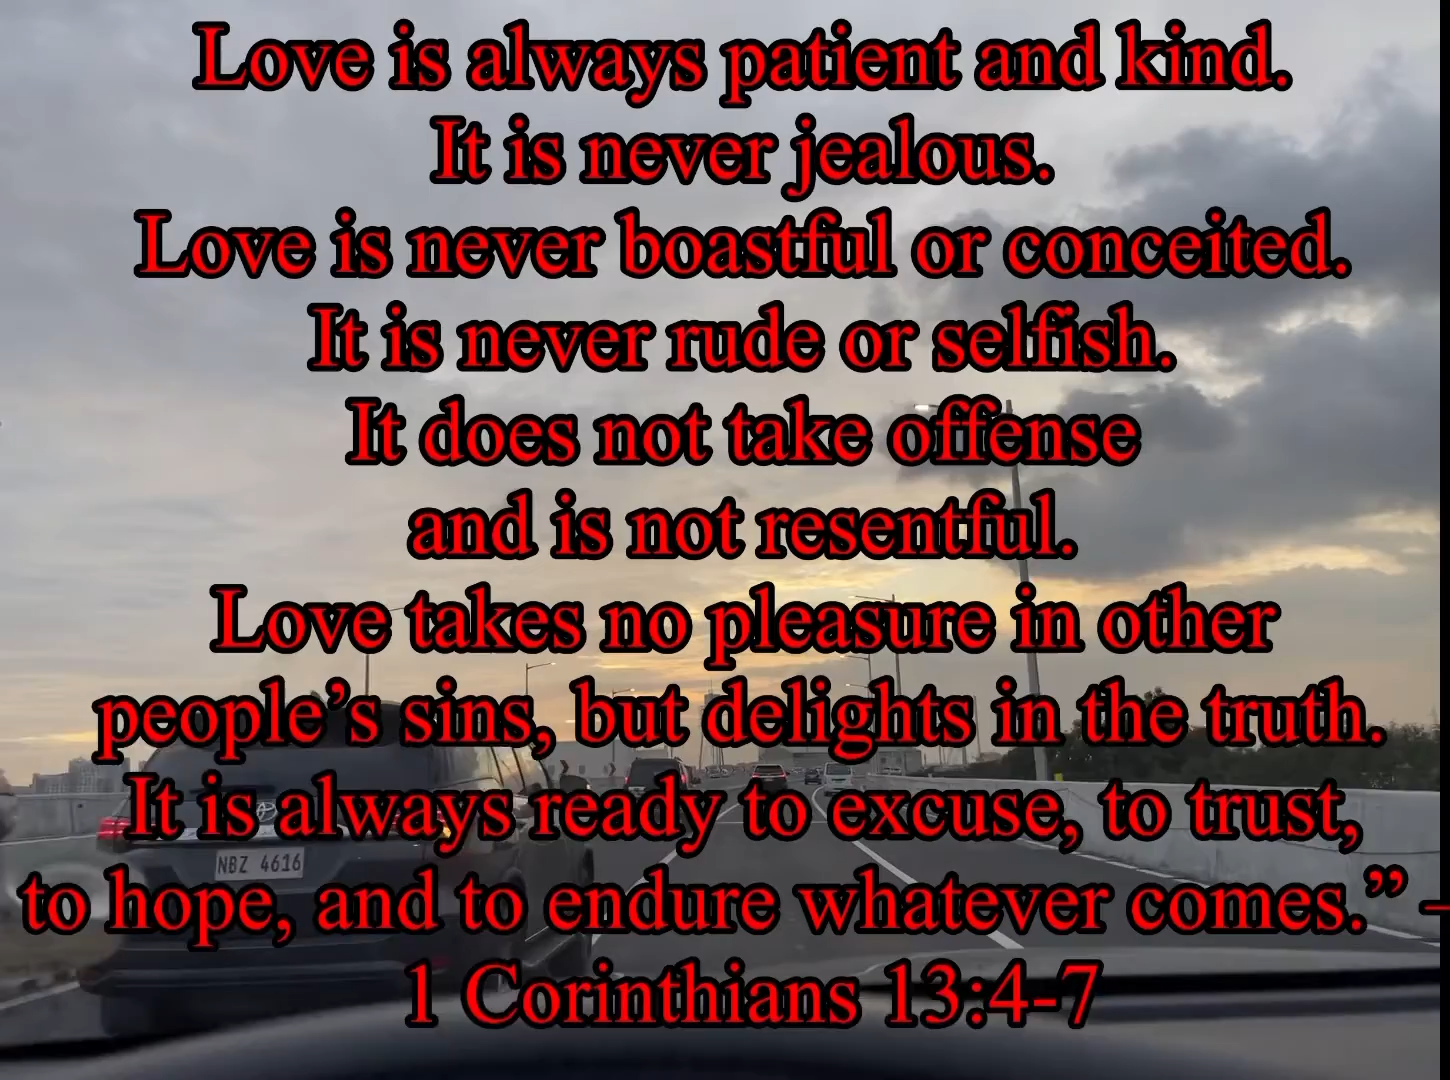 Love is always patient and kind.
It is never jealous.
Love is never boastful or conceited.
It is never rude or selfish.
It does not take offense
and is not resentful.
Love takes no pleasure in other
people’s sins, but delights in the truth.
It is always ready to excuse, to trust,
to hope, and to endure whatever comes.” –
1 Corinthians 13:4-7
NBZ 4616